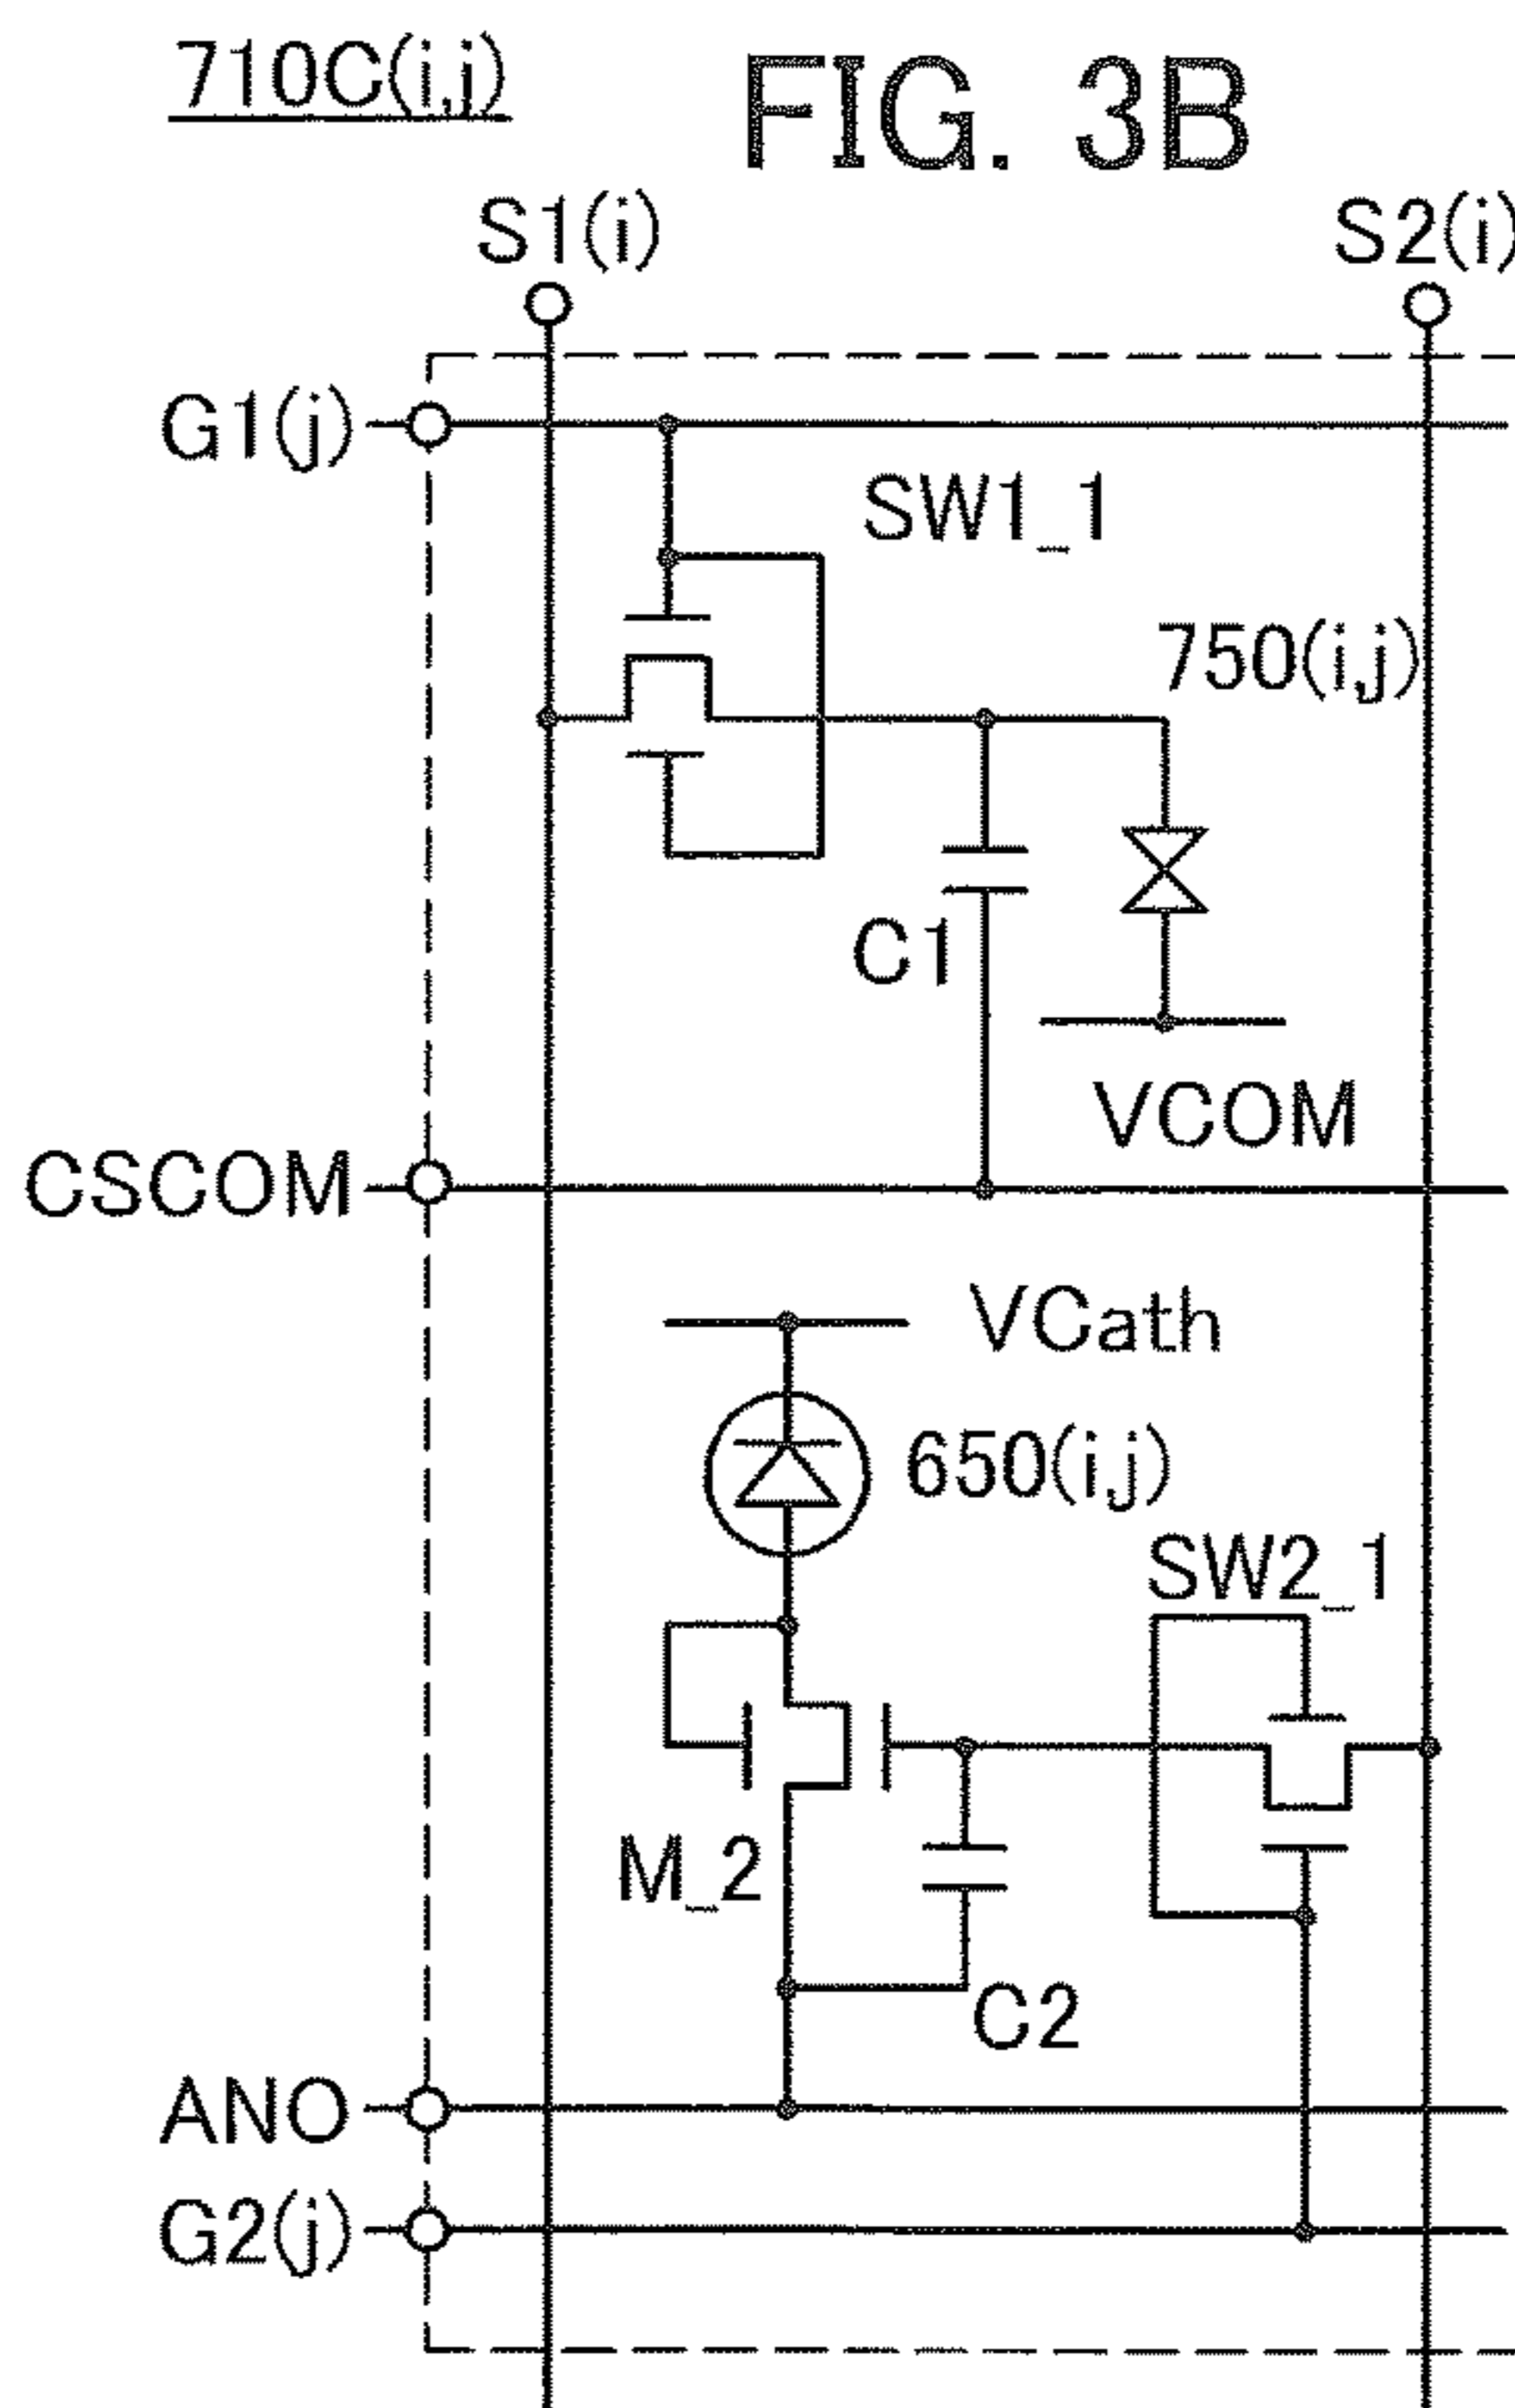 710C(i,j)
FIG. 3B
S1(i)
S2(i)
G1(j)
SW1_1
750(i,j)
C1
VCOM
CSCOM
VCath
650(i,j)
SW2_1
M_2
C2
ANO
G2(j)